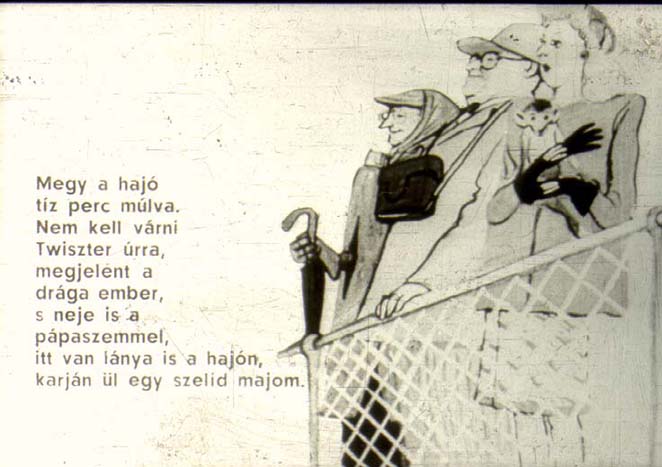 Megy a hajó
tíz perc múlva.
Nem kell várni
Twiszter úrra,
megjelent a
drága ember,
s neje is a
pápaszemmel,
itt van lánya is a hajón,
karján ül egy szelid majom.